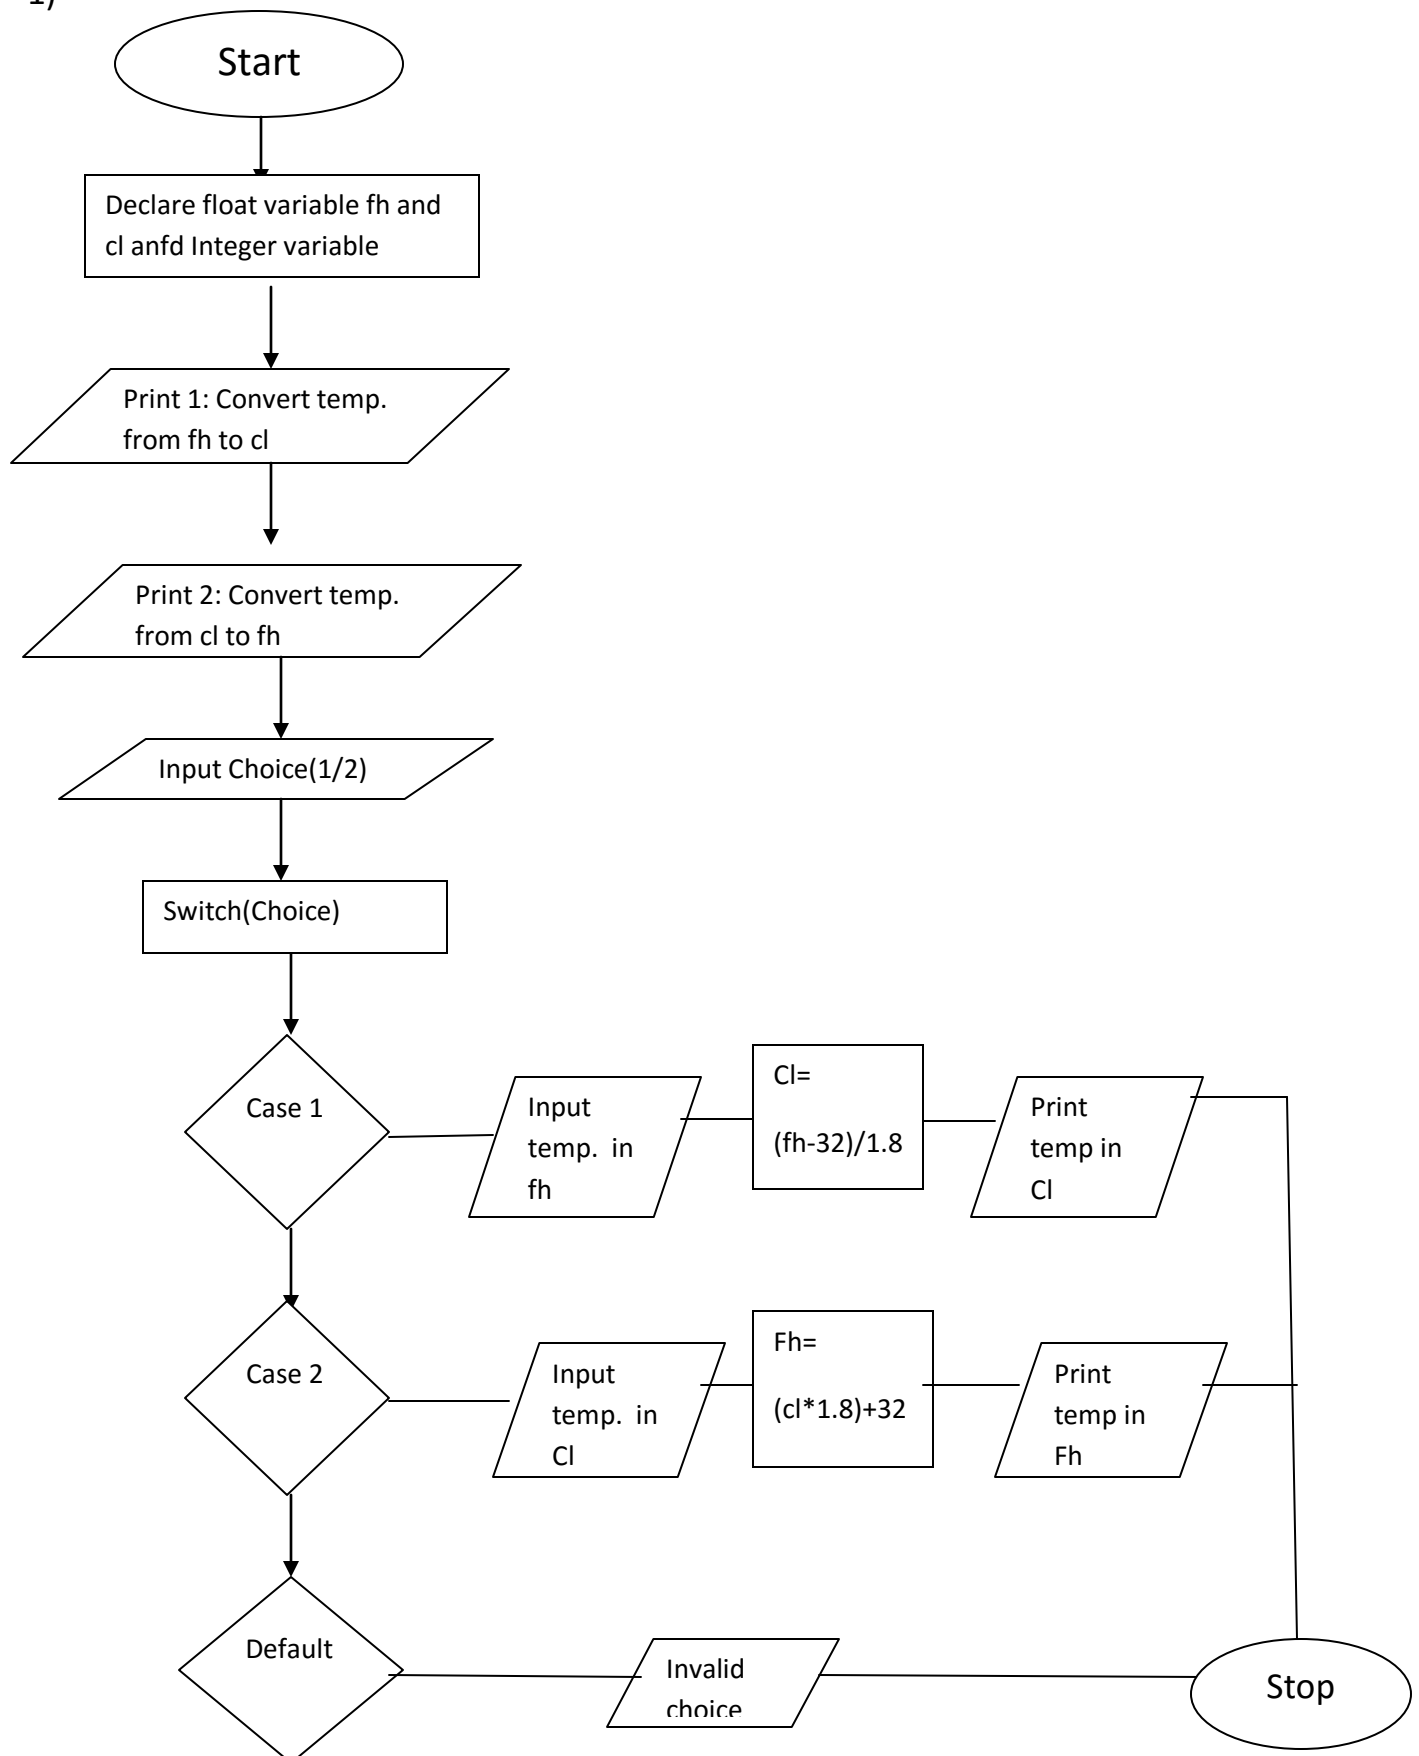 1)
Start
Declare float variable fh and
cl anfd Integer variable
Print 1: Convert temp.
from fh to cl
Print 2: Convert temp.
from cl to fh
Input Choice(1/2)
Switch(Choice)
Case 1
Input
temp. in
fh
Cl=
(fh-32)/1.8
Print
temp in
Cl
Case 2
Input
temp. in
Cl
Fh=
(cl*1.8)+32
Print
temp in
Fh
Default
Invalid
choice
Stop